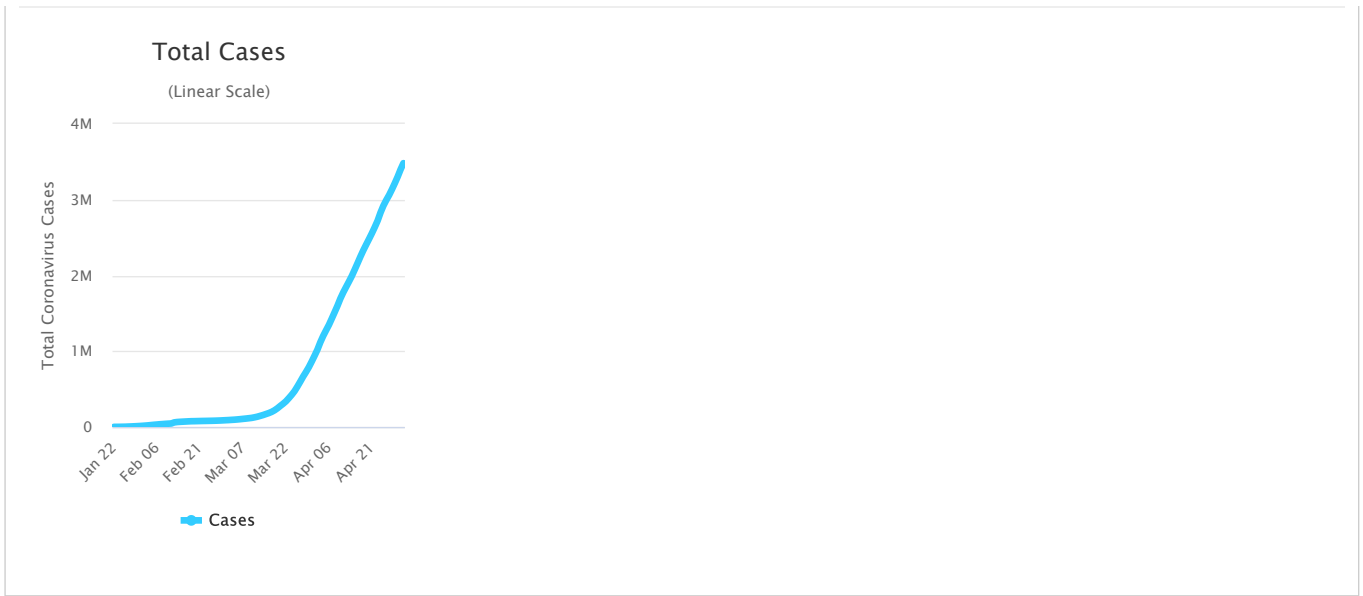 Total Cases
(Linear Scale)
Total Coronavirus Cases
4M
3M
2M
1M
0
Jan 22
Feb 06
Feb 21
Mar 07
Mar 22
Apr 06
Apr 21
Cases